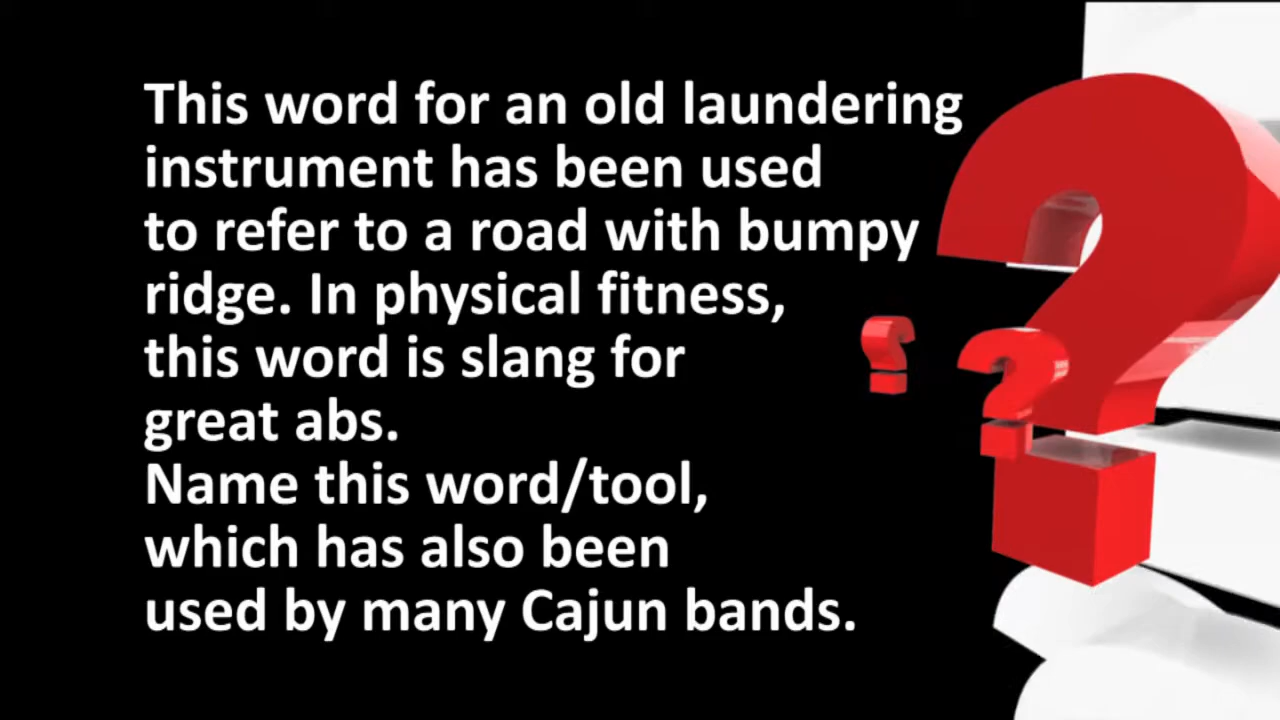 This word for an old laundering
instrument has been used
to refer to a road with bumpy
ridge. In physical fitness,
this word is slang for
great abs.
Name this word/tool,
which has also been
used by many Cajun bands.